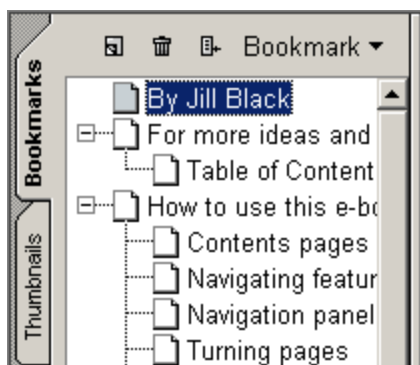 Bookmark
Bookmarks
Thumbnails
By Jill Black
For more ideas and
Table of Content
How to use this e-bo
Contents pages
Navigating featur
Navigation panel
Turning pages